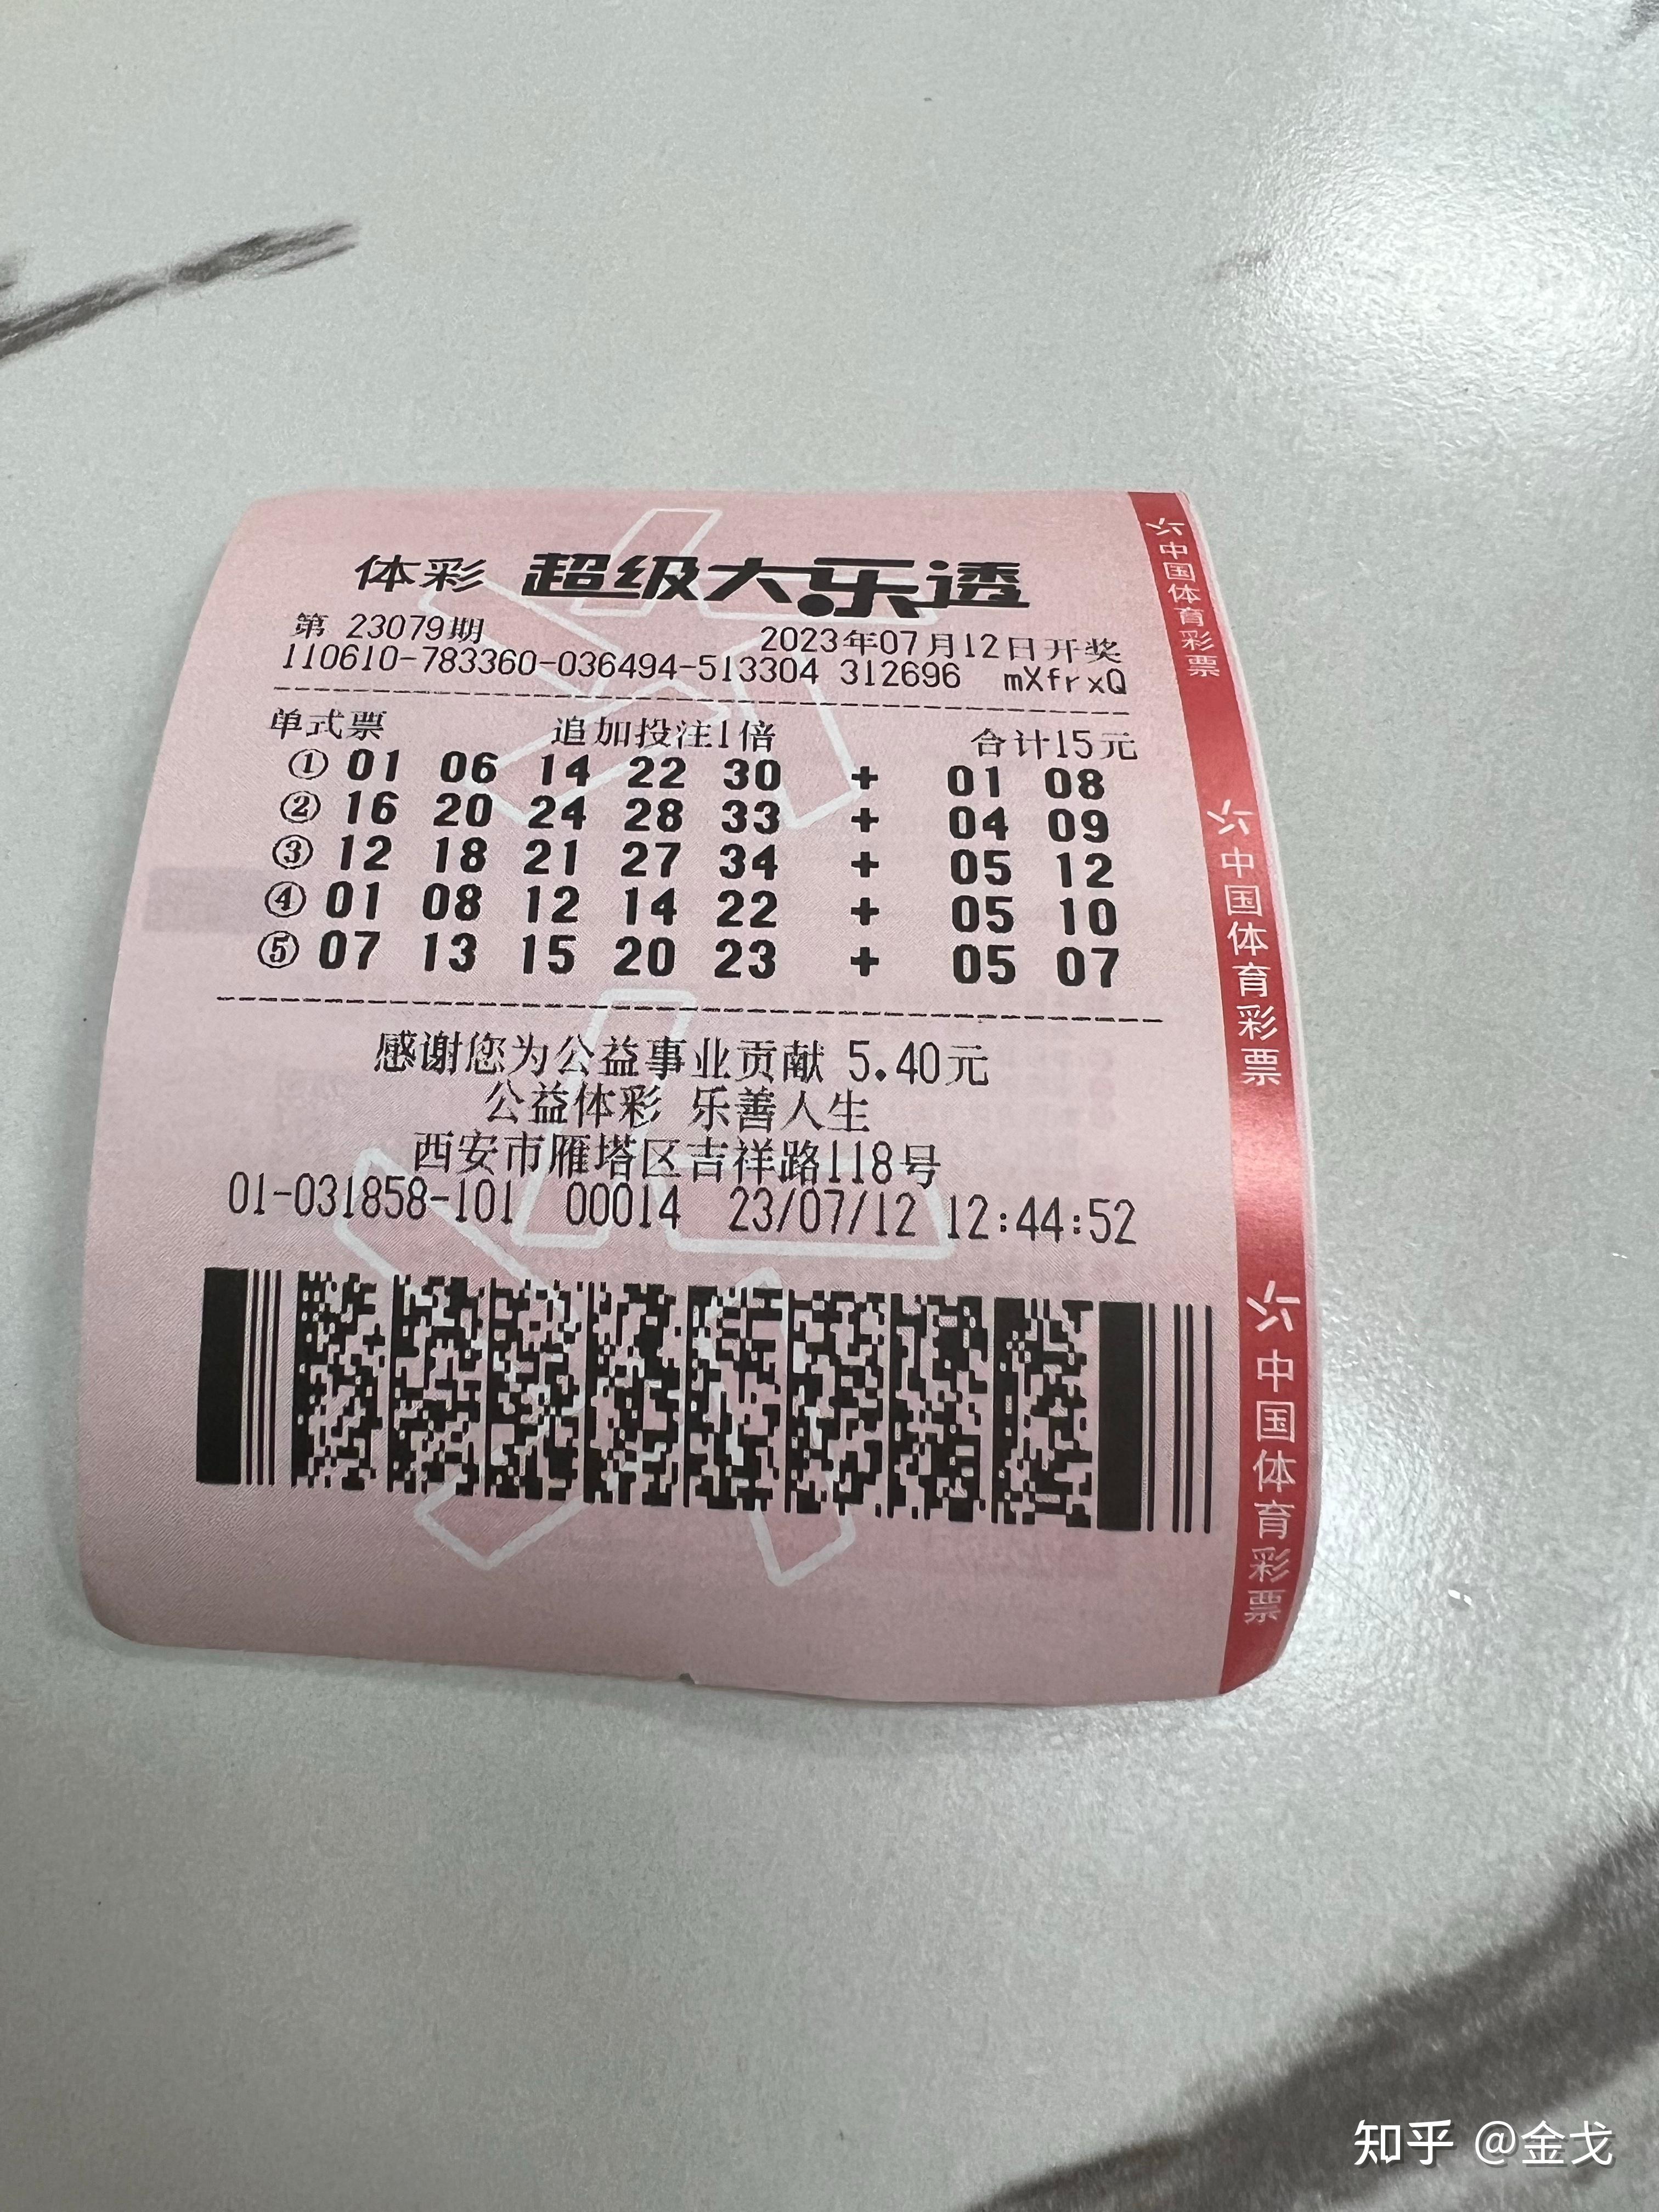 体彩 超级大乐透
第 23079期 2023年07月12日开奖
110610-783360-036494-513304 312696 mXfrxQ
单式票 追加投注1倍 合计15元
① 01 06 14 22 30 + 01 08
② 16 20 24 28 33 + 04 09
③ 12 18 21 27 34 + 05 12
④ 01 08 12 14 22 + 05 10
⑤ 07 13 15 20 23 + 05 07
感谢您为公益事业贡献 5.40元
公益体彩 乐善人生
西安市雁塔区吉祥路118号
01-031858-101 00014 23/07/12 12:44:52
中国体育彩票
中国体育彩票
中国体育彩票
知乎 @金戈